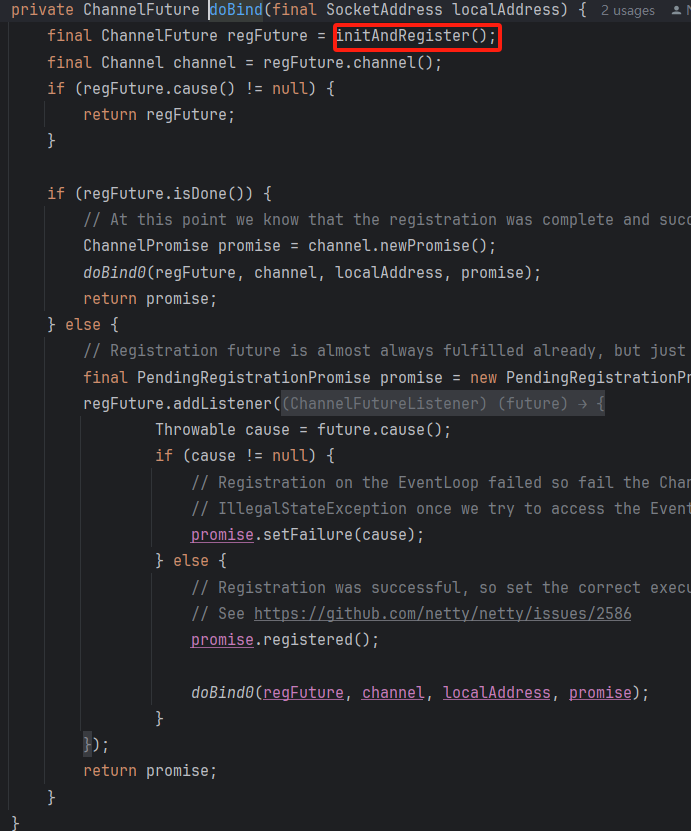 private ChannelFuture doBind(final SocketAddress localAddress) { 2 usages
final ChannelFuture regFuture = initAndRegister();
final Channel channel = regFuture.channel();
if (regFuture.cause() != null) {
return regFuture;
}
if (regFuture.isDone()) {
// At this point we know that the registration was complete and succ
ChannelPromise promise = channel.newPromise();
doBind0(regFuture, channel, localAddress, promise);
return promise;
} else {
// Registration future is almost always fulfilled already, but just
final PendingRegistrationPromise promise = new PendingRegistrationPr
regFuture.addListener((ChannelFutureListener) (future) → {
Throwable cause = future.cause();
if (cause != null) {
// Registration on the EventLoop failed so fail the Chan
// IllegalStateException once we try to access the Event
promise.setFailure(cause);
} else {
// Registration was successful, so set the correct execu
// See https://github.com/netty/netty/issues/2586
promise.registered();
doBind0(regFuture, channel, localAddress, promise);
}
});
return promise;
}
}